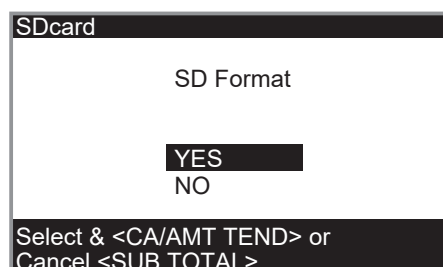 SDcard
SD Format
YES
NO
Select & <CA/AMT TEND> or
Cancel <SUB TOTAL>